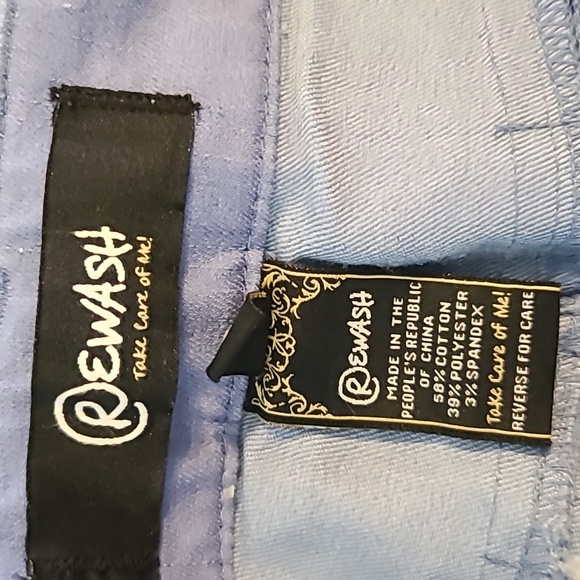 REWASH
Take Care of Me!
REWASH
MADE IN THE
PEOPLE'S REPUBLIC
OF CHINA
58% COTTON
39% POLYESTER
3% SPANDEX
Take Care of Me!
REVERSE FOR CARE